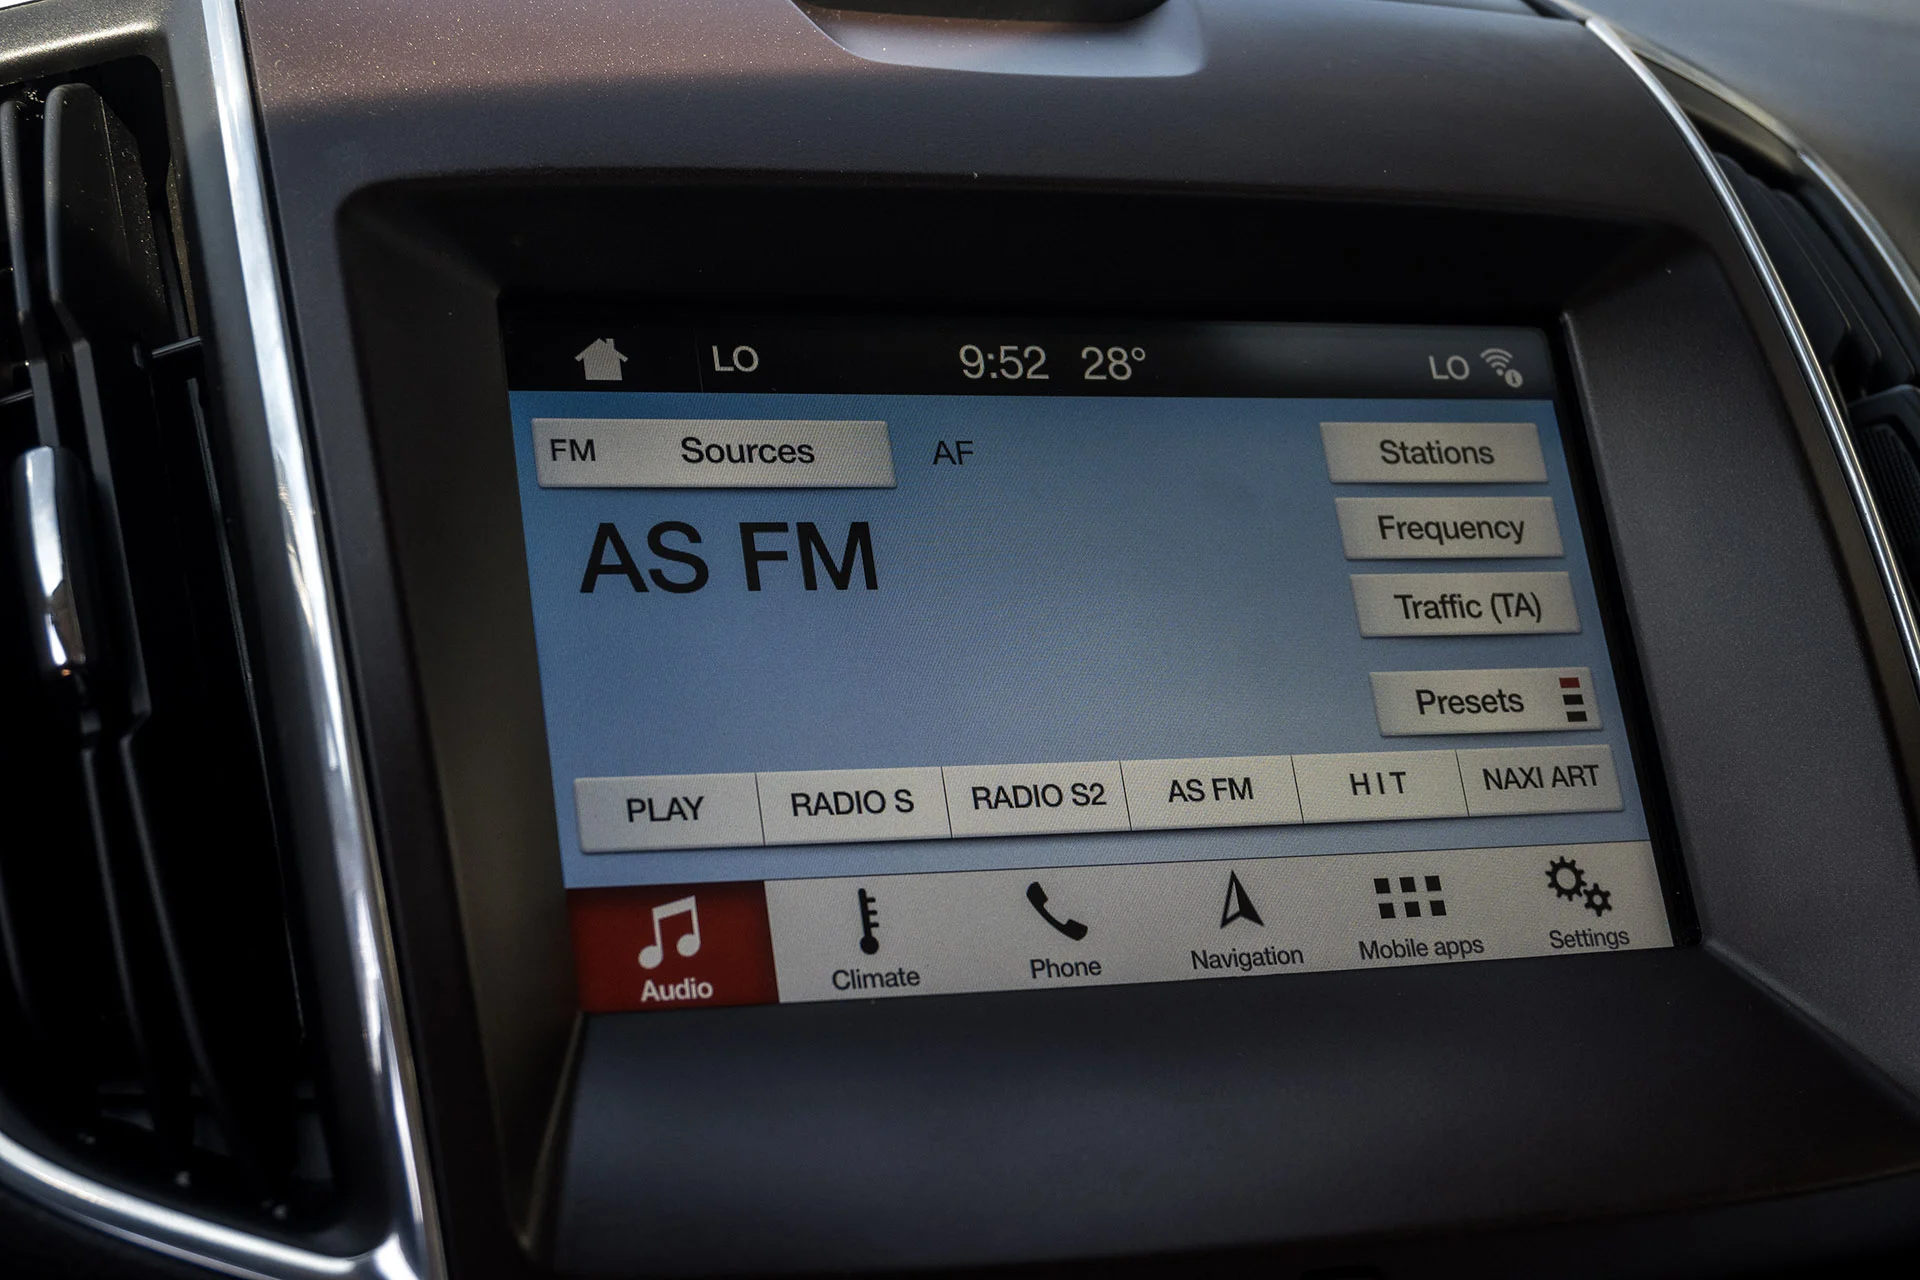 LO 9:52 28° LO
FM Sources AF Stations
AS FM
Frequency
Traffic (TA)
Presets
PLAY RADIO S RADIO S2 AS FM HIT NAXI ART
Audio Climate Phone Navigation Mobile apps Settings